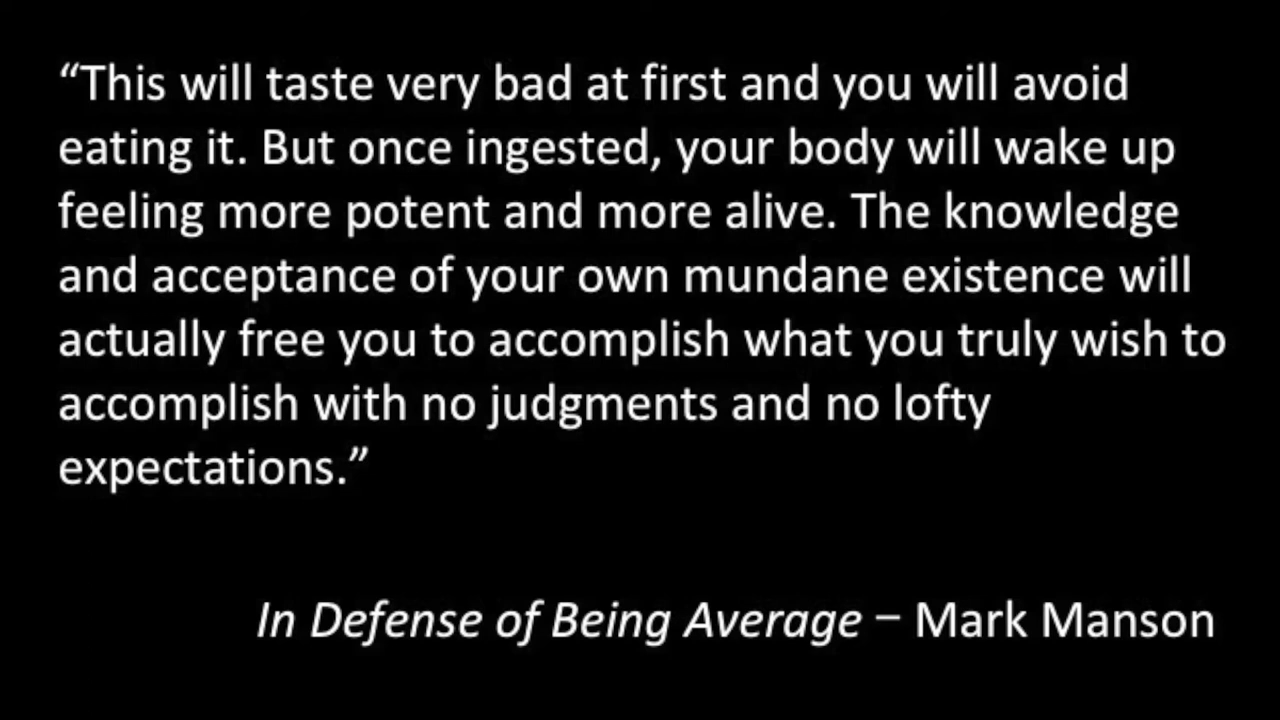 “This will taste very bad at first and you will avoid
eating it. But once ingested, your body will wake up
feeling more potent and more alive. The knowledge
and acceptance of your own mundane existence will
actually free you to accomplish what you truly wish to
accomplish with no judgments and no lofty
expectations.”
In Defense of Being Average – Mark Manson